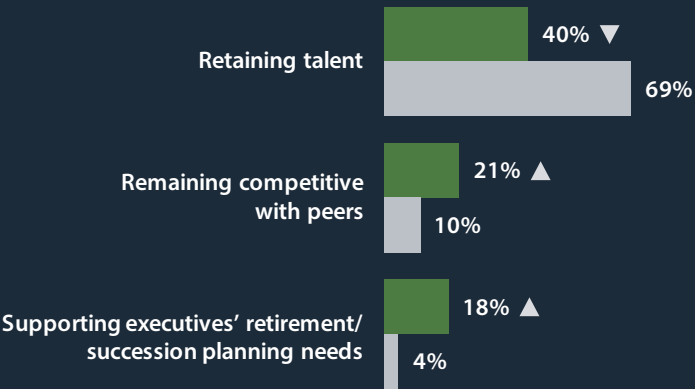 40% ▼
Retaining talent
69%
21% ▲
Remaining competitive
with peers
10%
18% ▲
Supporting executives’ retirement/
succession planning needs
4%